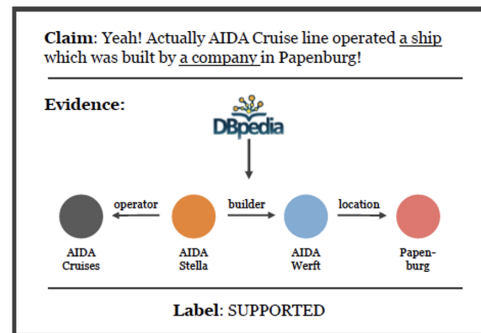 Claim: Yeah! Actually AIDA Cruise line operated a ship
which was built by a company in Papenburg!
Evidence:
DBpedia
operator builder location
AIDA Cruises
AIDA Stella
AIDA Werft
Papen-
burg
Label: SUPPORTED